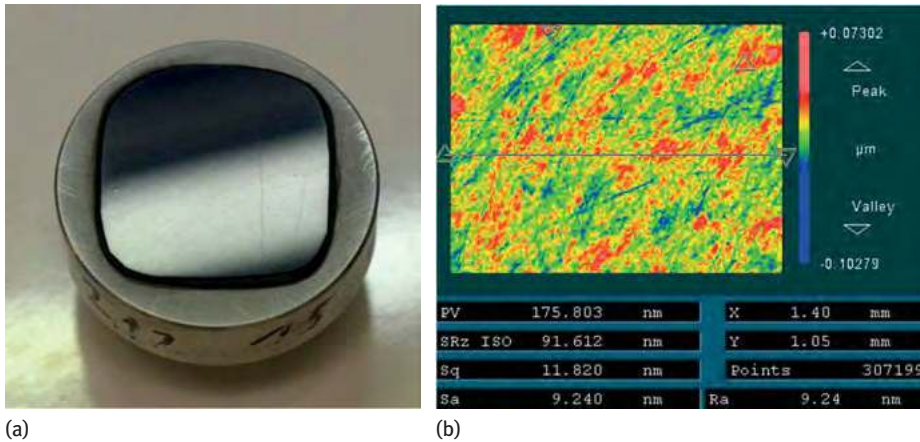 +0.07302
Peak
µm
Valley
-0.10279
PV 175.803 nm X 1.40 mm
SRz ISO 91.612 nm Y 1.05 mm
Sq 11.820 nm Points 307199
Sa 9.240 nm Ra 9.24 nm
(a) (b)